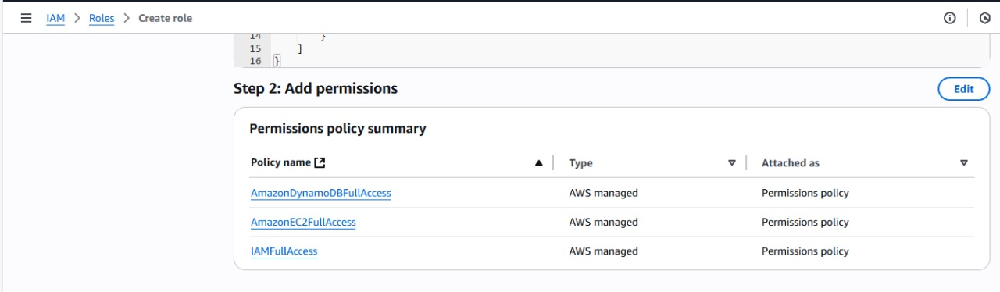 IAM > Roles > Create role
14 }
15 ]
16 }
Step 2: Add permissions
Edit
Permissions policy summary
Policy name Type Attached as
AmazonDynamoDBFullAccess AWS managed Permissions policy
AmazonEC2FullAccess AWS managed Permissions policy
IAMFullAccess AWS managed Permissions policy